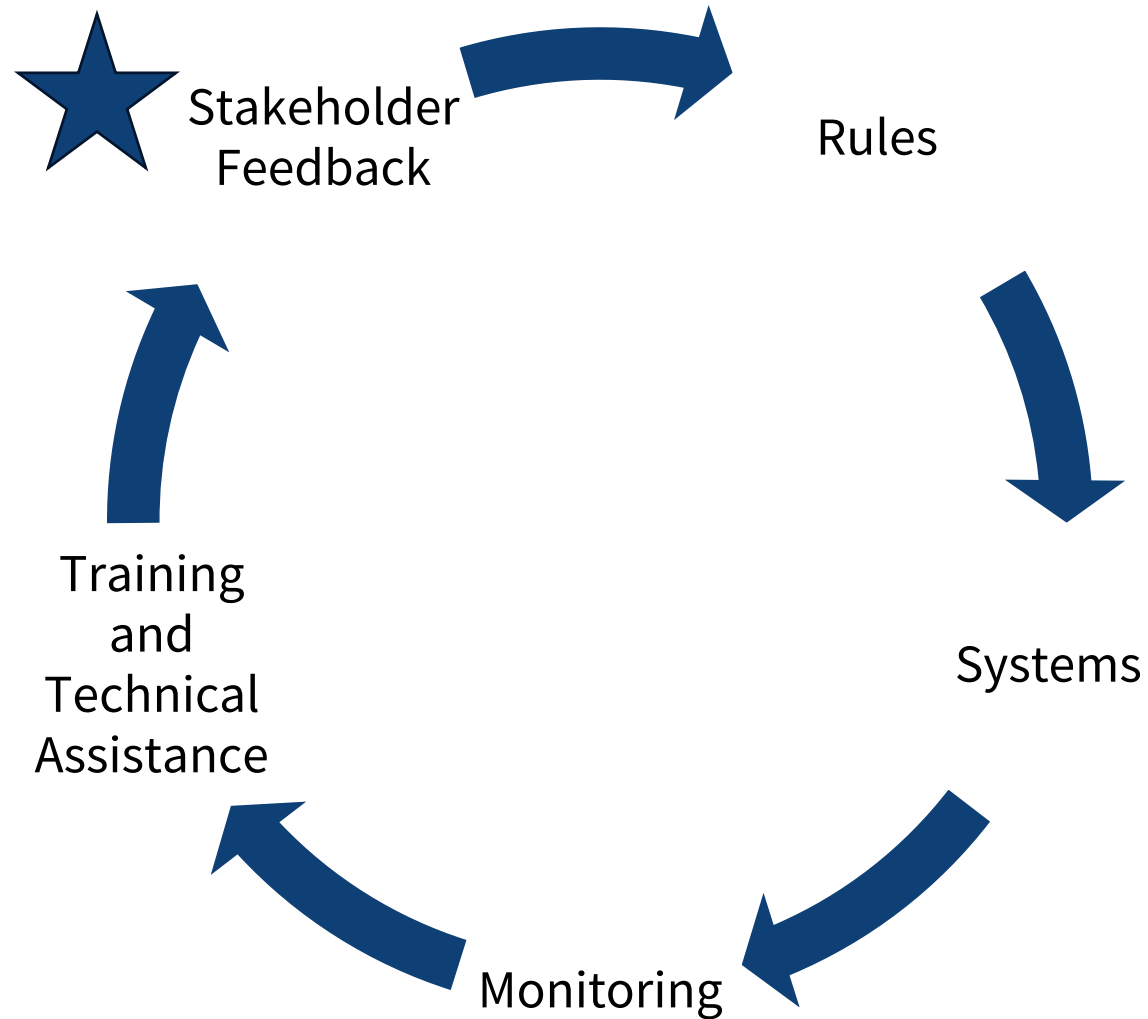 Stakeholder
Feedback
Rules
Systems
Monitoring
Training
and
Technical
Assistance